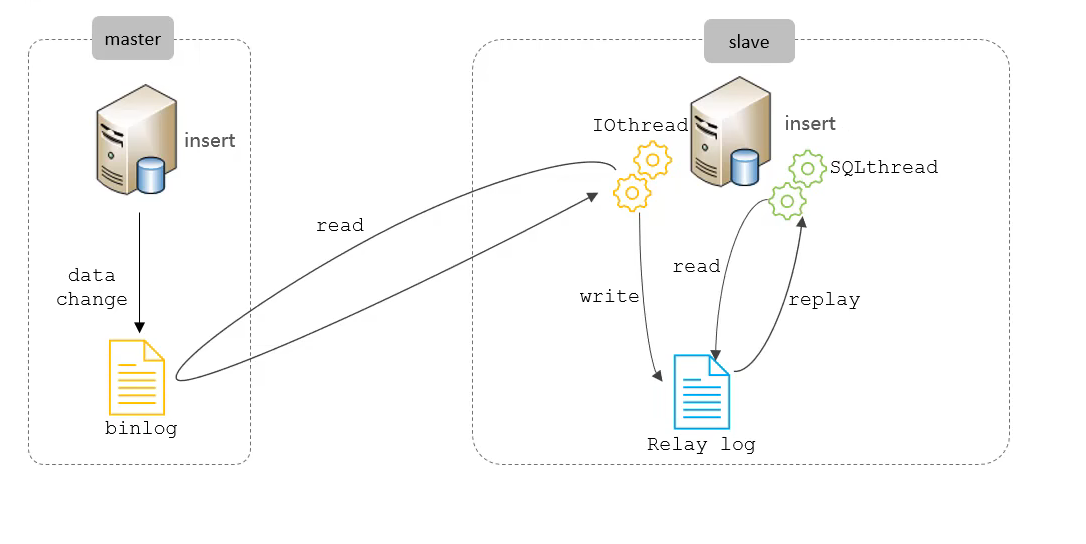 master
insert
data
change
binlog
read
slave
IOthread
insert
SQLthread
read
write
replay
Relay log